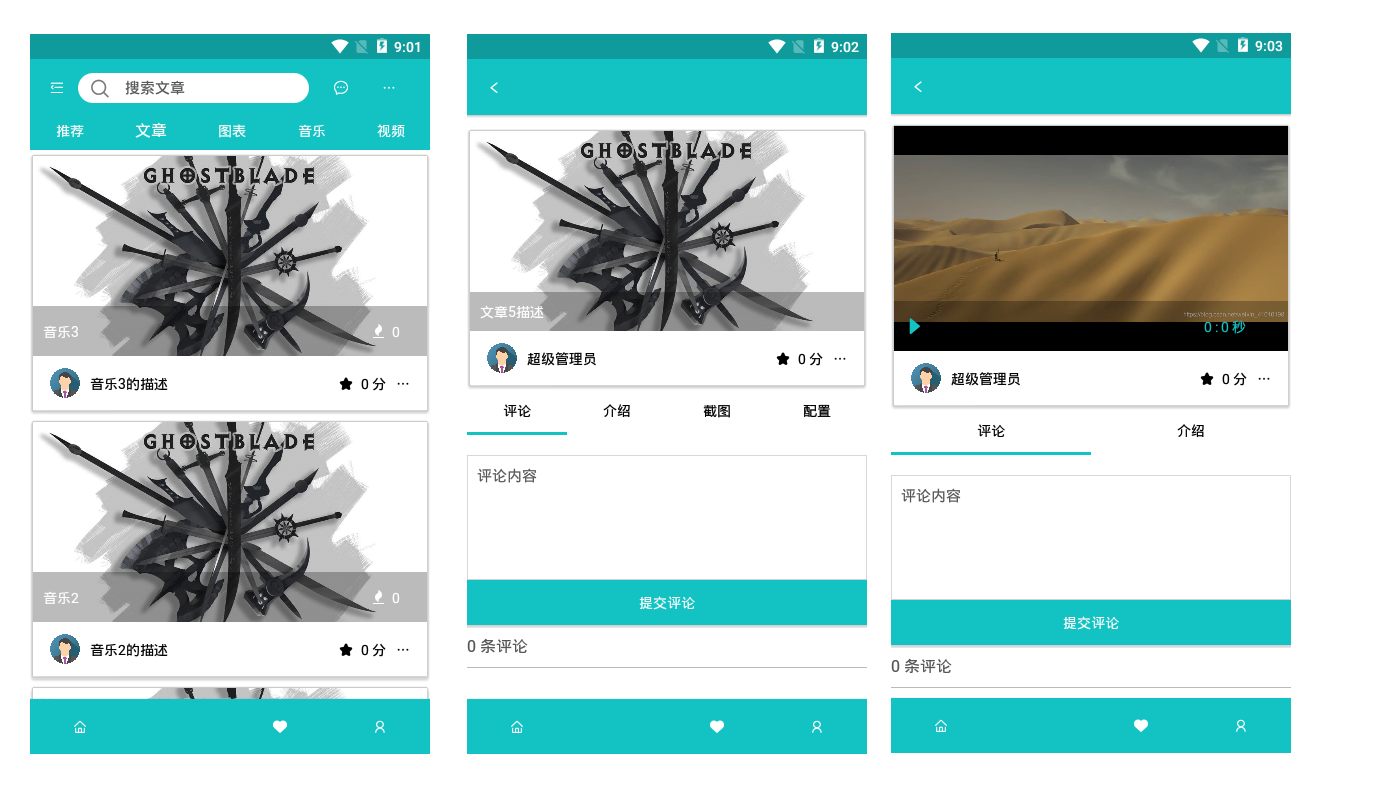 9:01
搜索文章
推荐 文章 图表 音乐 视频
GHOSTBLADE
音乐3 0
音乐3的描述 0 分
GHOSTBLADE
音乐2 0
音乐2的描述 0 分
9:02
GHOSTBLADE
文章5描述
超级管理员 0 分
评论 介绍 截图 配置
评论内容
提交评论
0 条评论
9:03
0 : 0 秒
超级管理员 0 分
评论 介绍
评论内容
提交评论
0 条评论